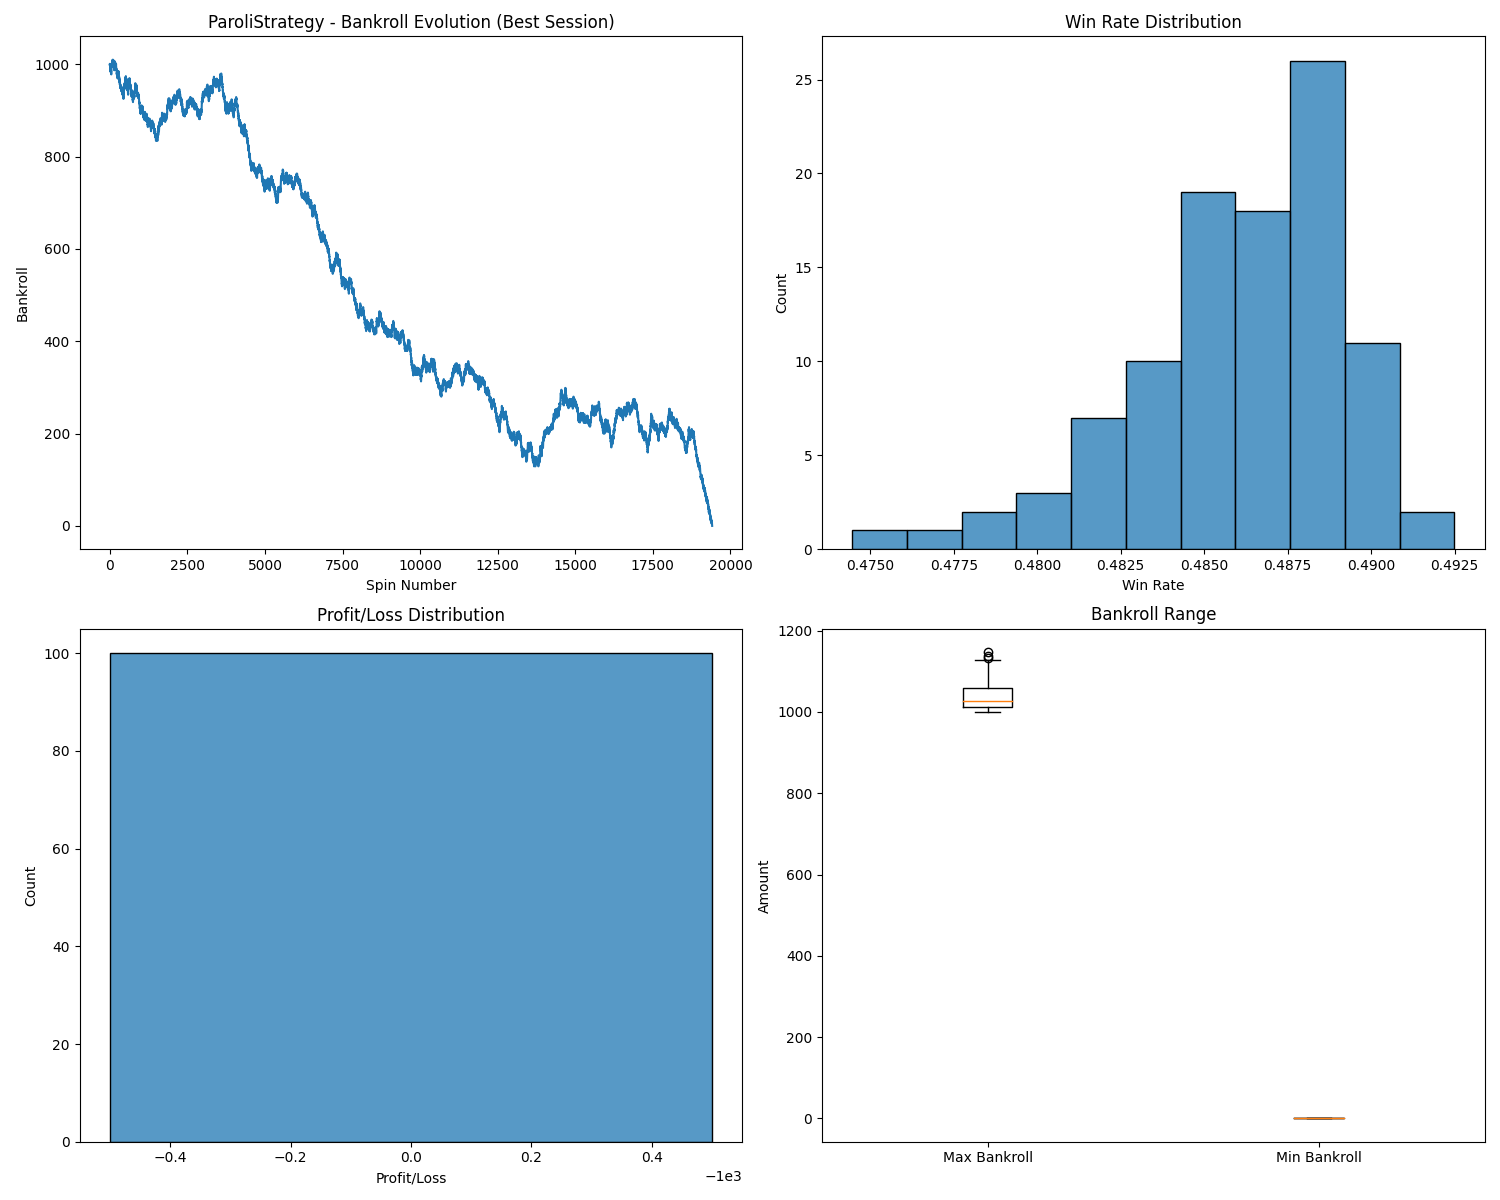 ParoliStrategy - Bankroll Evolution (Best Session)
1000
800
600
400
200
0
Bankroll
0 2500 5000 7500 10000 12500 15000 17500 20000
Spin Number
Win Rate Distribution
25
20
15
10
5
0
Count
0.4750 0.4775 0.4800 0.4825 0.4850 0.4875 0.4900 0.4925
Win Rate
Profit/Loss Distribution
100
80
60
40
20
0
Count
−0.4 −0.2 0.0 0.2 0.4
Profit/Loss
−1e3
Bankroll Range
1200
1000
800
600
400
200
0
Amount
Max Bankroll Min Bankroll